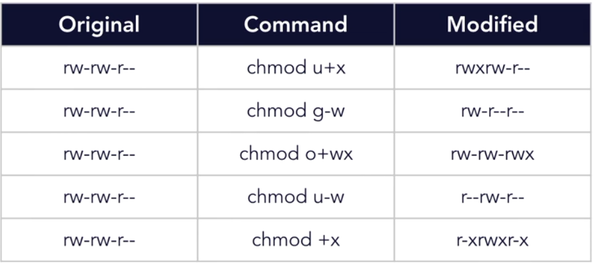 Original Command Modified
rw-rw-r-- chmod u+x rwxrw-r--
rw-rw-r-- chmod g-w rw-r--r--
rw-rw-r-- chmod o+wx rw-rw-rwx
rw-rw-r-- chmod u-w r--rw-r--
rw-rw-r-- chmod +x r-xrwxr-x